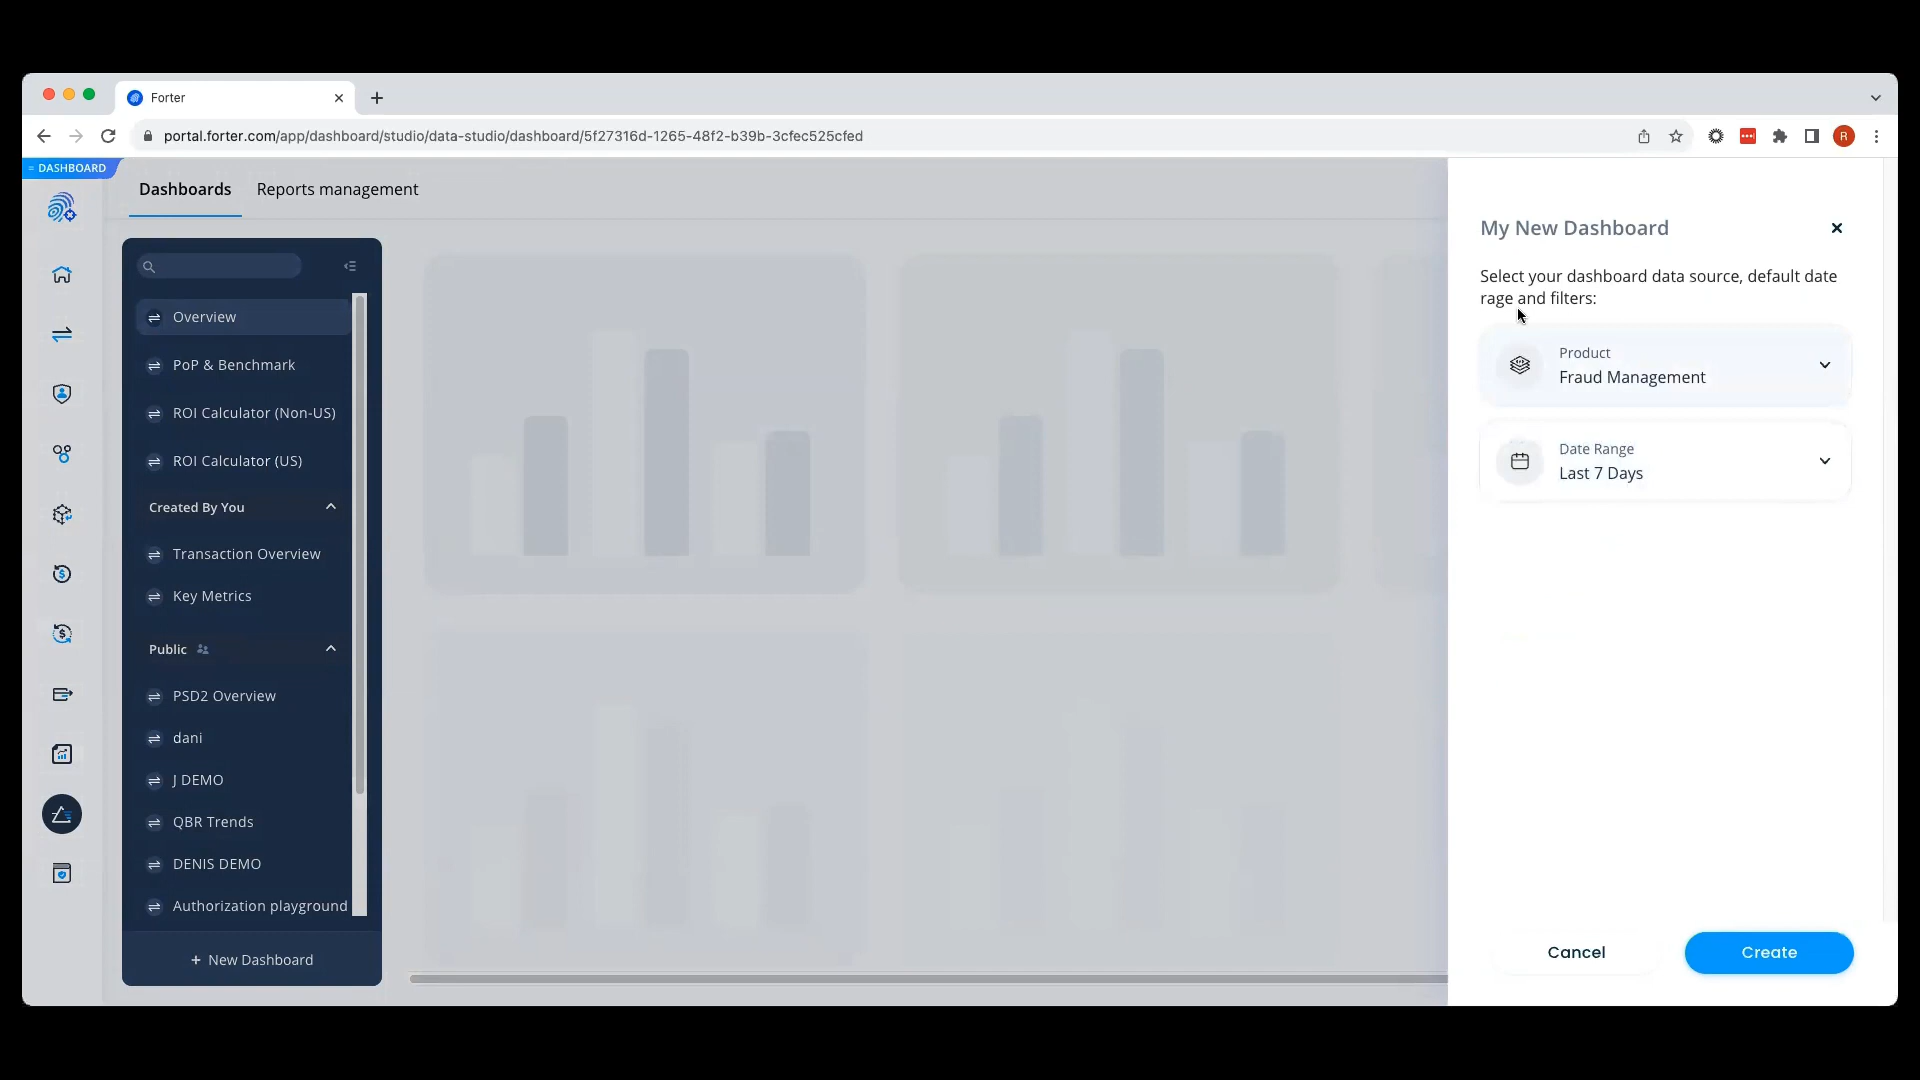 Forter
portal.forter.com/app/dashboard/studio/data-studio/dashboard/5f27316d-1265-48f2-b39b-3cfec525cfed
R
DASHBOARD
Dashboards
Reports management
Overview
PoP & Benchmark
ROI Calculator (Non-US)
ROI Calculator (US)
Created By You
Transaction Overview
Key Metrics
Public
PSD2 Overview
dani
J DEMO
QBR Trends
DENIS DEMO
Authorization playground
+ New Dashboard
My New Dashboard
Select your dashboard data source, default date
rage and filters:
Product
Fraud Management
Date Range
Last 7 Days
Cancel
Create